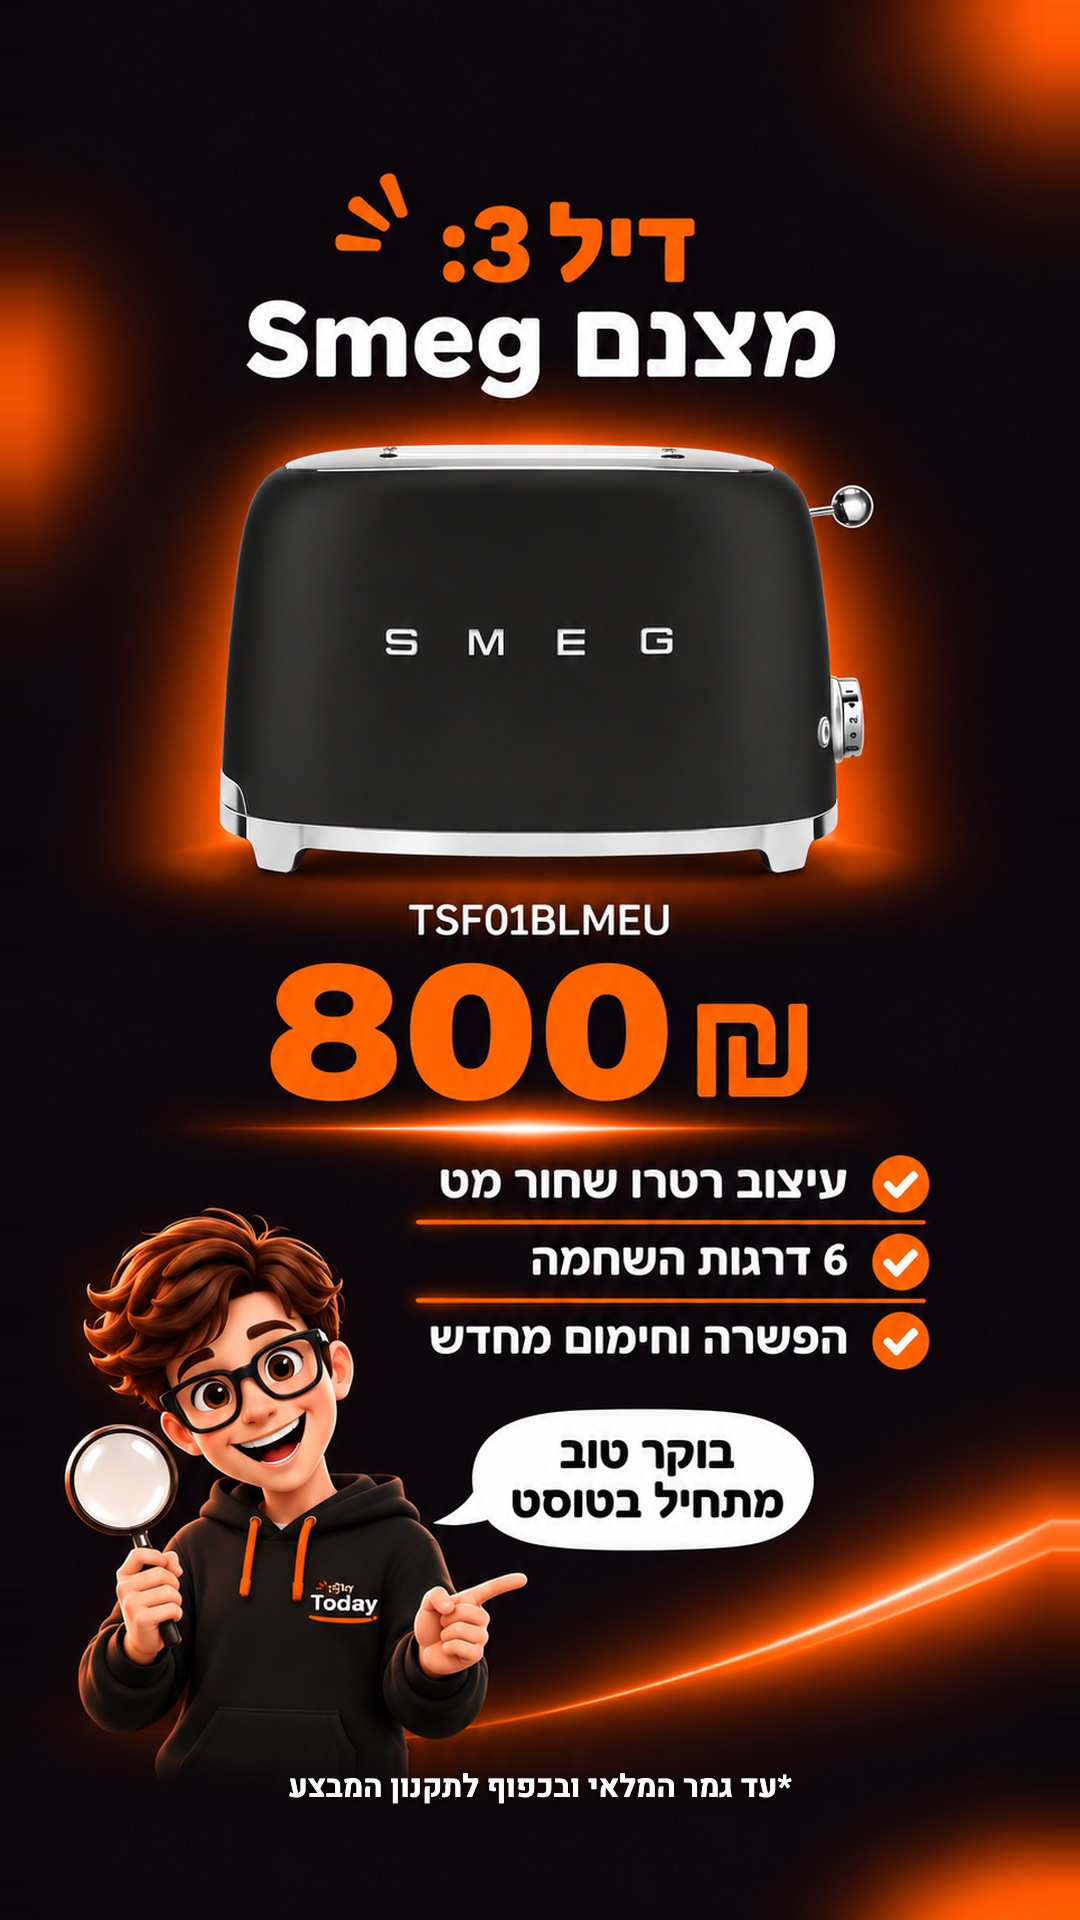 דיל 3:
מצנם Smeg
SMEG
TSF01BLMEU
800 ₪
עיצוב רטרו שחור מט
6 דרגות השחמה
הפשרה וחימום מחדש
בוקר טוב
מתחיל בטוסט
Today
*עד גמר המלאי ובכפוף לתקנון המבצע